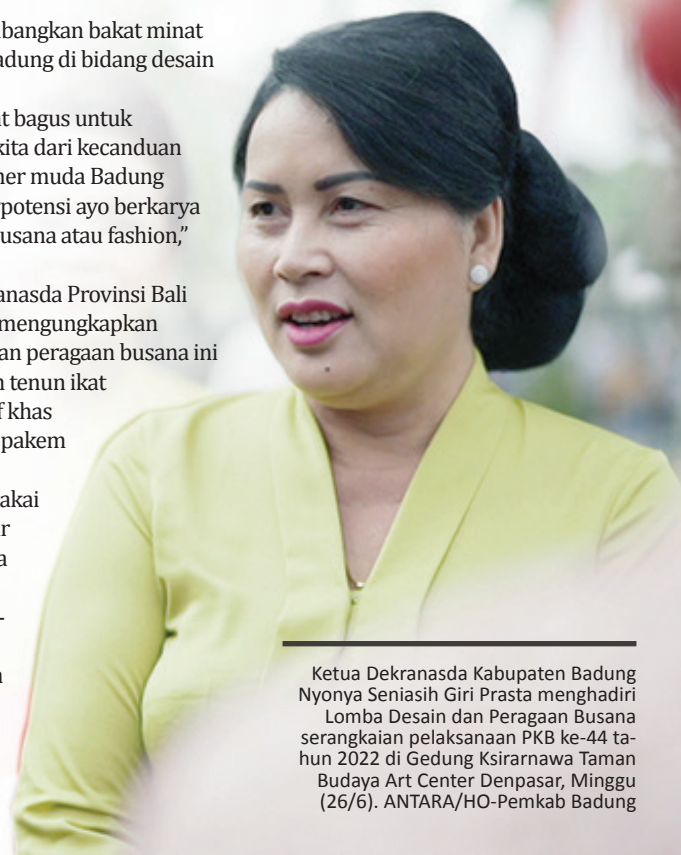 bangkan bakat minat
adung di bidang desain
t bagus untuk
kita dari kecanduan
ner muda Badung
rpotensi ayo berkarya
usana atau fashion,”
anasda Provinsi Bali
mengungkapkan
an peragaan busana ini
n tenun ikat
f khas
pakem
akai
r
a
-
n
Ketua Dekranasda Kabupaten Badung
Nyonya Seniasih Giri Prasta menghadiri
Lomba Desain dan Peragaan Busana
serangkaian pelaksanaan PKB ke-44 ta-
hun 2022 di Gedung Ksirarnawa Taman
Budaya Art Center Denpasar, Minggu
(26/6). ANTARA/HO-Pemkab Badung